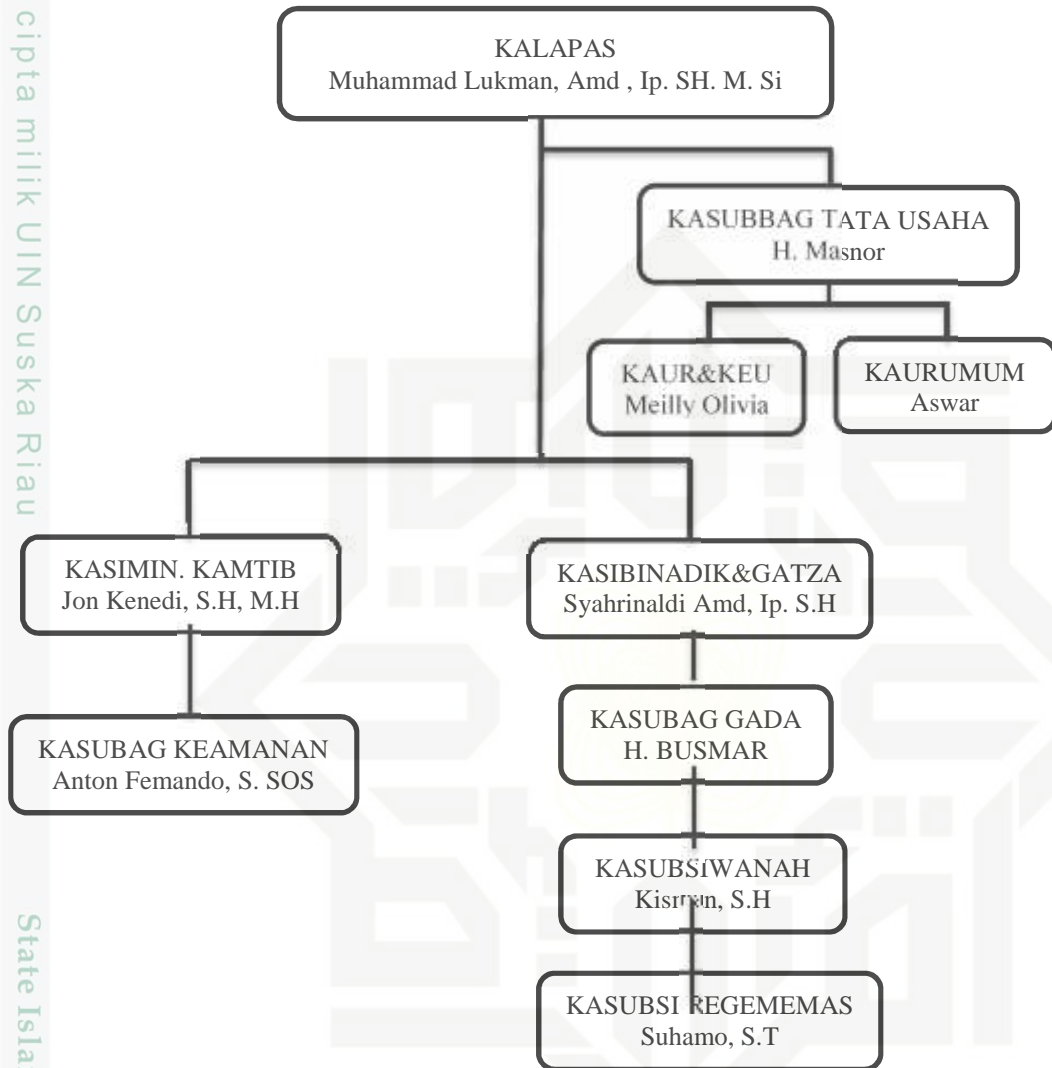 cipta milik UIN Suska Riau
State Isla
KALAPAS
Muhammad Lukman, Amd , Ip. SH. M. Si
KASUBBAG TATA USAHA
H. Masnor
KAUR&KEU
Meilly Olivia
KAURUMUM
Aswar
KASIMIN. KAMTIB
Jon Kenedi, S.H, M.H
KASIBINADIK&GATZA
Syahrinaldi Amd, Ip. S.H
KASUBAG KEAMANAN
Anton Femando, S. SOS
KASUBAG GADA
H. BUSMAR
KASUBSIWANAH
S.H
KASUBSI REGEMEMAS
Suhamo, S.T